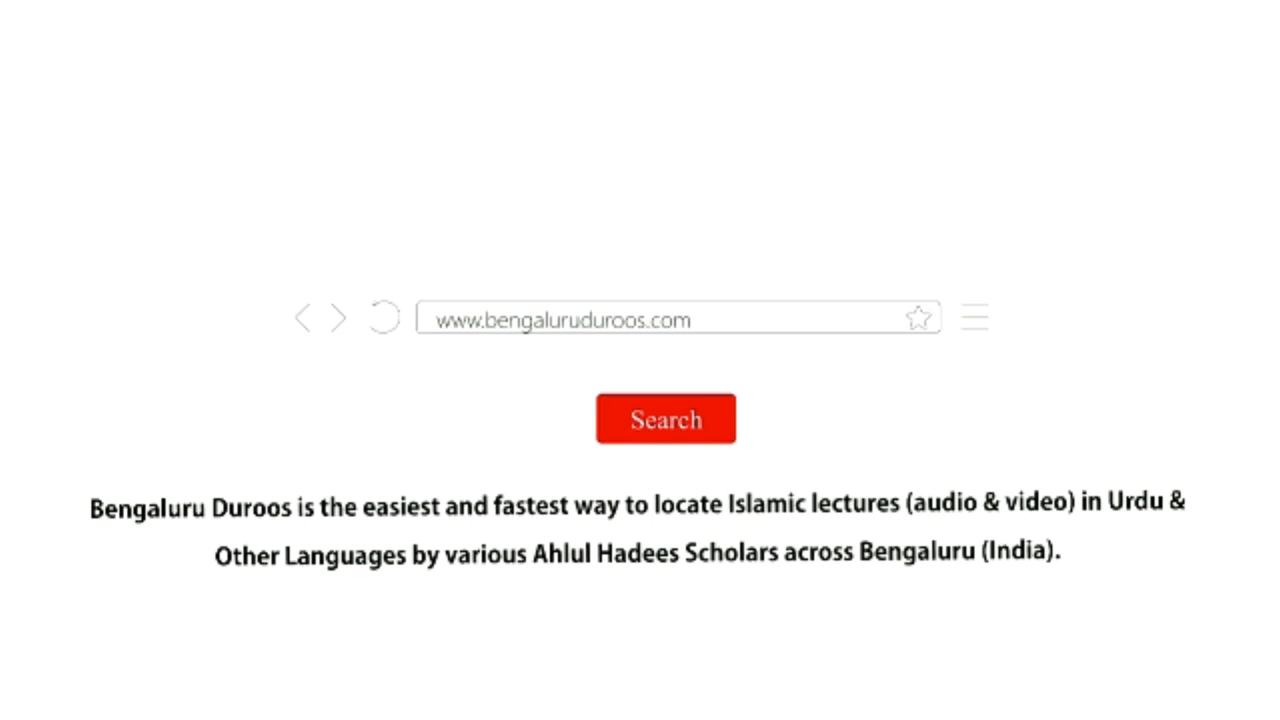 www.bengaluruduroos.com
Search
Bengaluru Duroos is the easiest and fastest way to locate Islamic lectures (audio & video) in Urdu &
Other Languages by various Ahlul Hadees Scholars across Bengaluru (India).